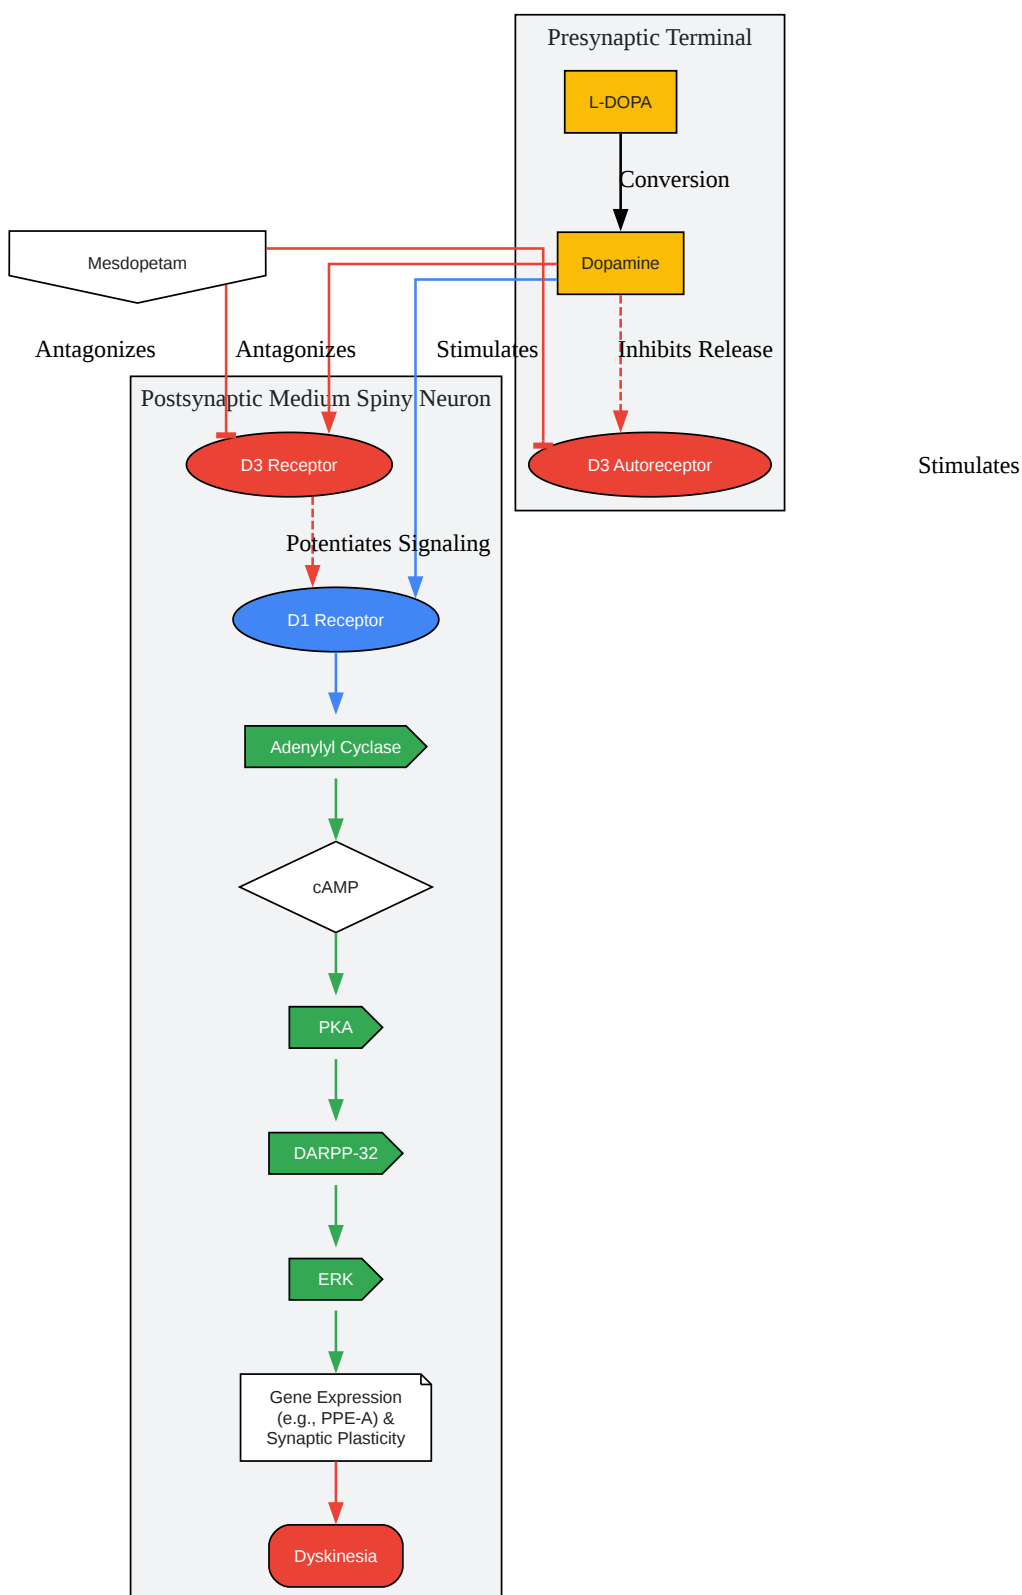 Presynaptic Terminal
L-DOPA
Conversion
Mesdopetam
Dopamine
Antagonizes
Antagonizes
Stimulates
Inhibits Release
Postsynaptic Medium Spiny Neuron
D3 Receptor
D3 Autoreceptor
Stimulates
Potentiates Signaling
D1 Receptor
Adenylyl Cyclase
cAMP
PKA
DARPP-32
ERK
Gene Expression
(e.g., PPE-A) &
Synaptic Plasticity
Dyskinesia